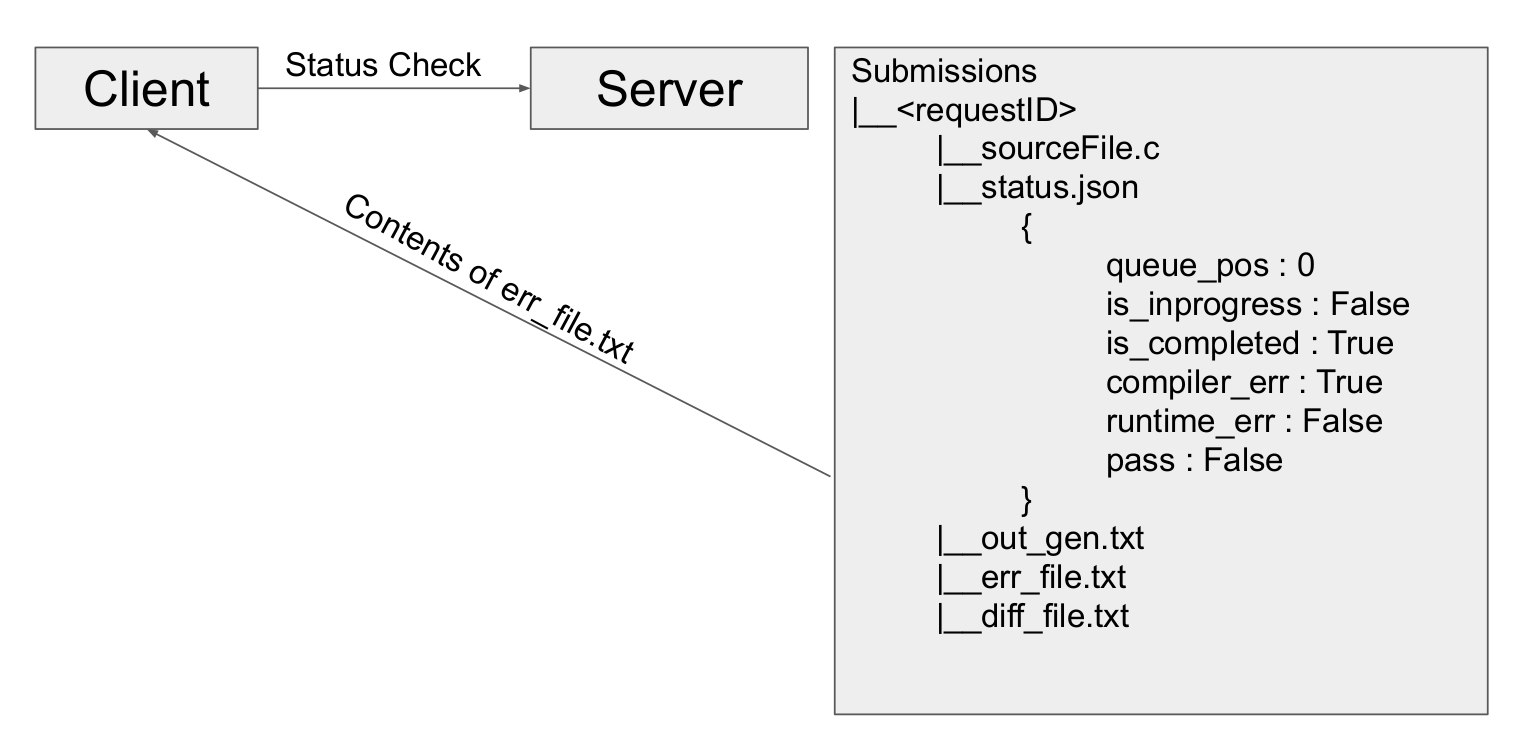 Client
Status Check
Server
Contents of err_file.txt
Submissions
|__<requestID>
|__sourceFile.c
|__status.json
{
queue_pos : 0
is_inprogress : False
is_completed : True
compiler_err : True
runtime_err : False
pass : False
}
|__out_gen.txt
|__err_file.txt
|__diff_file.txt